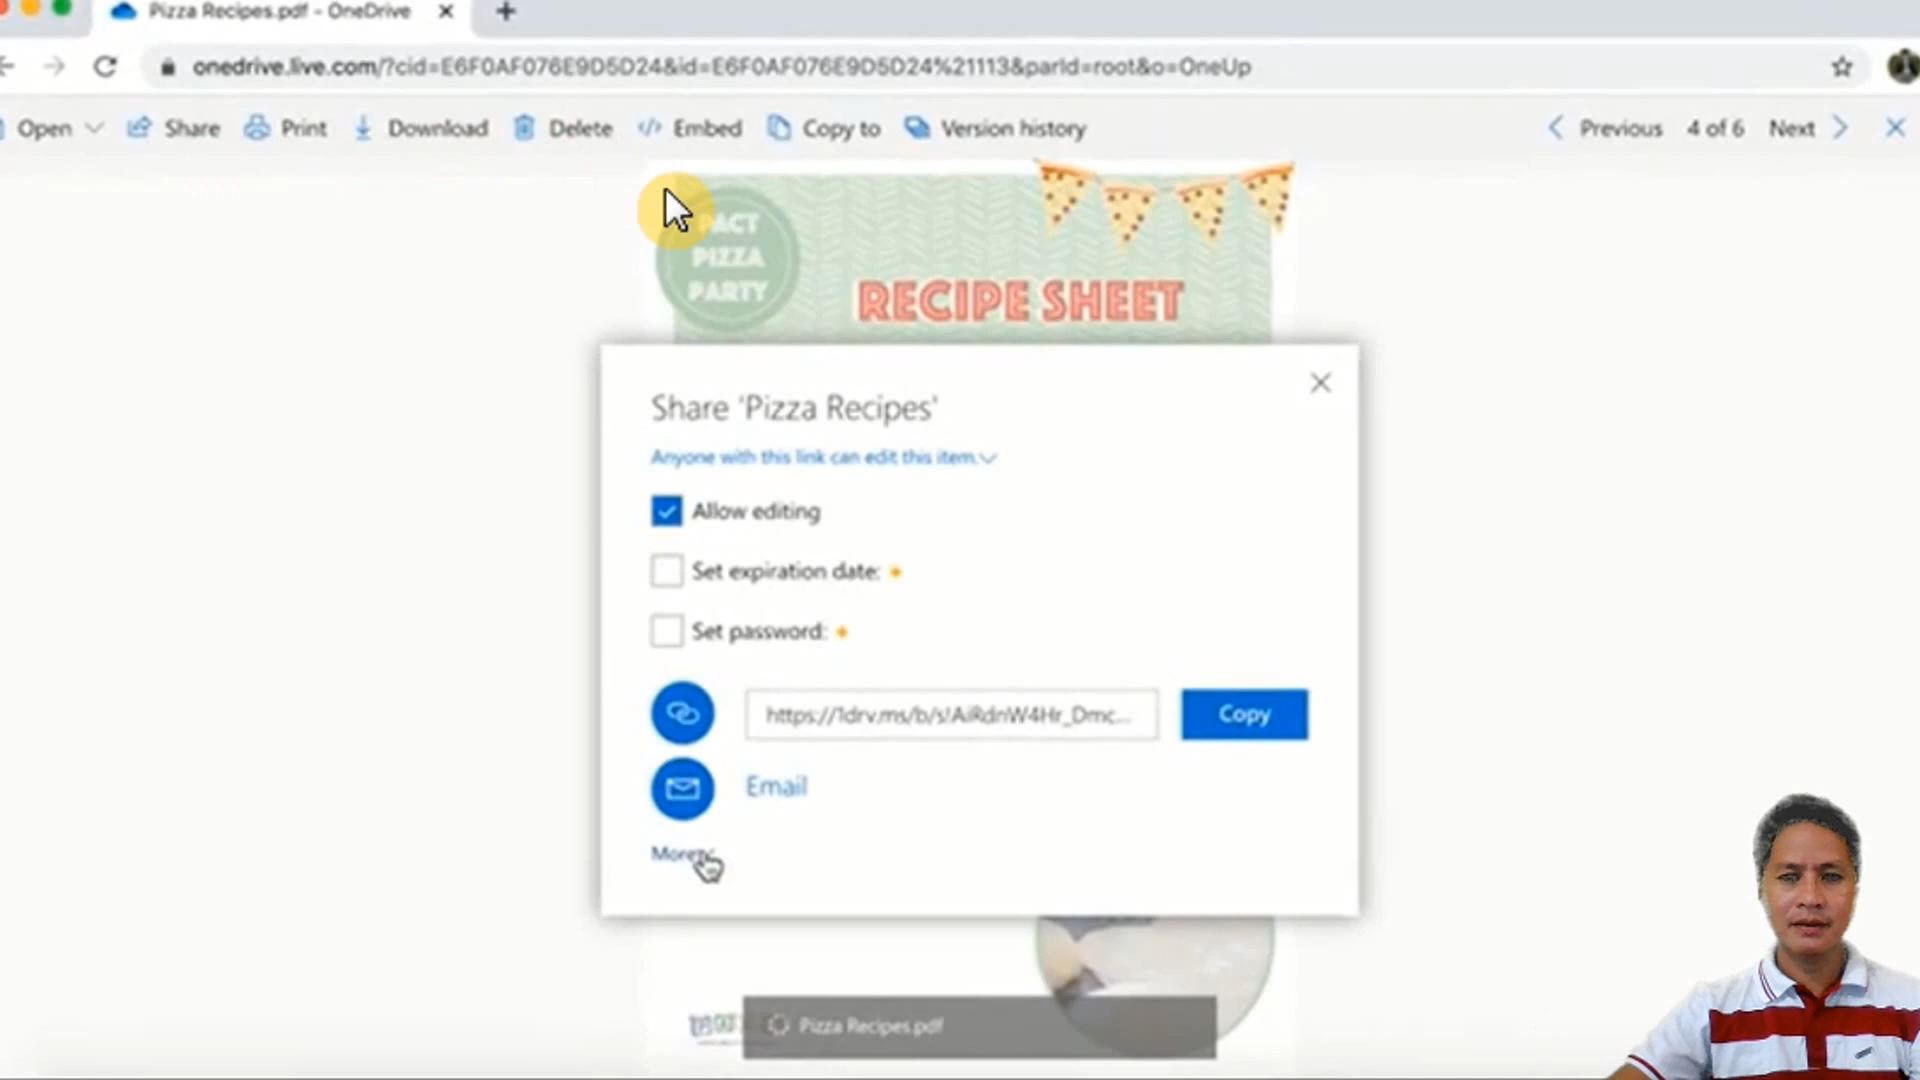 Pizza Recipes.pdf - OneDrive
onedrive.live.com/?cid=E6F0AF076E9D5D24&id=E6F0AF076E9D5D24%21113&parId=root&o=OneUp
Open Share Print Download Delete Embed Copy to Version history Previous 4 of 6 Next
PACT
PIZZA
PARTY
RECIPE SHEET
Share 'Pizza Recipes'
Anyone with this link can edit this item.
Allow editing
Set expiration date:
Set password:
https://1drv.ms/b/s!AiRdnW4Hr_Dmc...
Copy
Email
More
Pizza Recipes.pdf